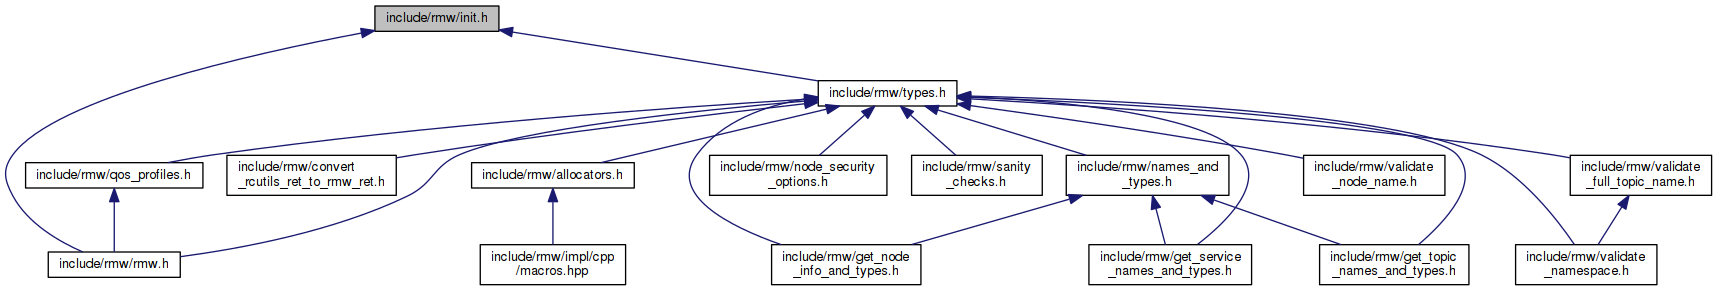 include/rmw/init.h
include/rmw/types.h
include/rmw/qos_profiles.h
include/rmw/convert
_rcutils_ret_to_rmw_ret.h
include/rmw/allocators.h
include/rmw/node_security
_options.h
include/rmw/sanity
_checks.h
include/rmw/names_and
_types.h
include/rmw/validate
_node_name.h
include/rmw/validate
_full_topic_name.h
include/rmw/rmw.h
include/rmw/impl/cpp
/macros.hpp
include/rmw/get_node
_info_and_types.h
include/rmw/get_service
_names_and_types.h
include/rmw/get_topic
_names_and_types.h
include/rmw/validate
_namespace.h